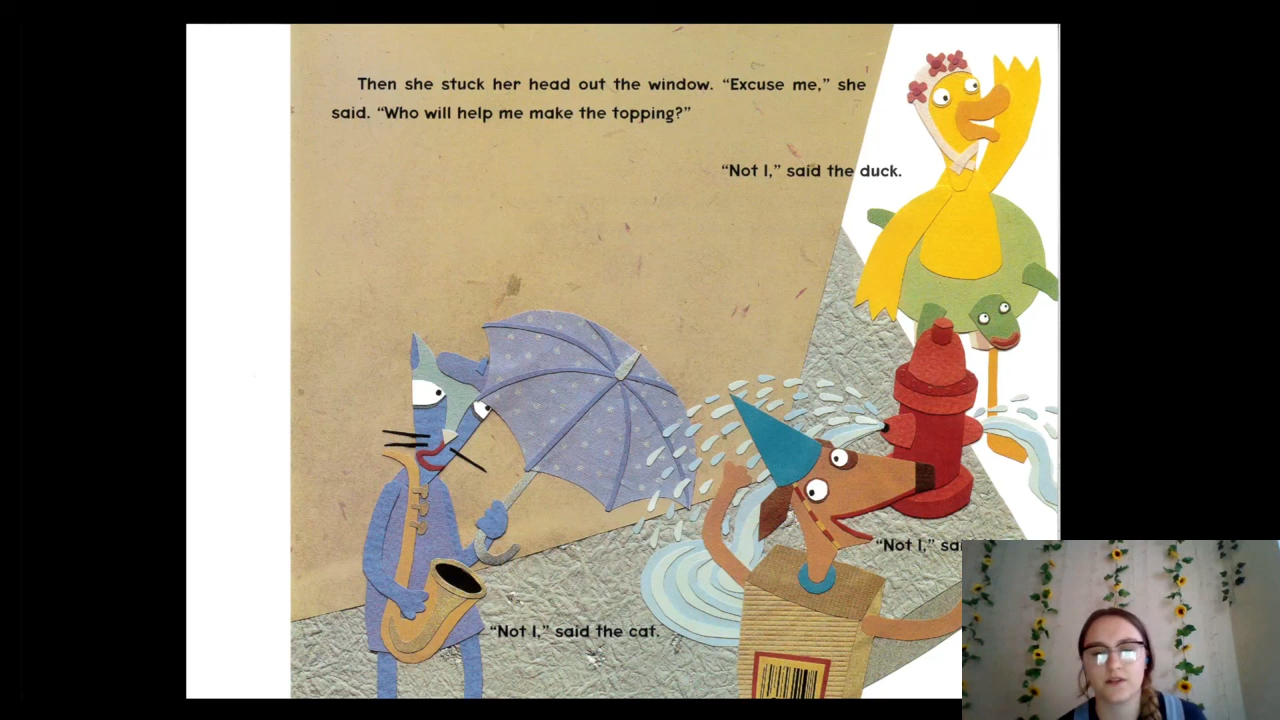 Then she stuck her head out the window. “Excuse me,” she
said. “Who will help me make the topping?”
“Not I,” said the duck.
“Not I,”
“Not I,” said the cat.